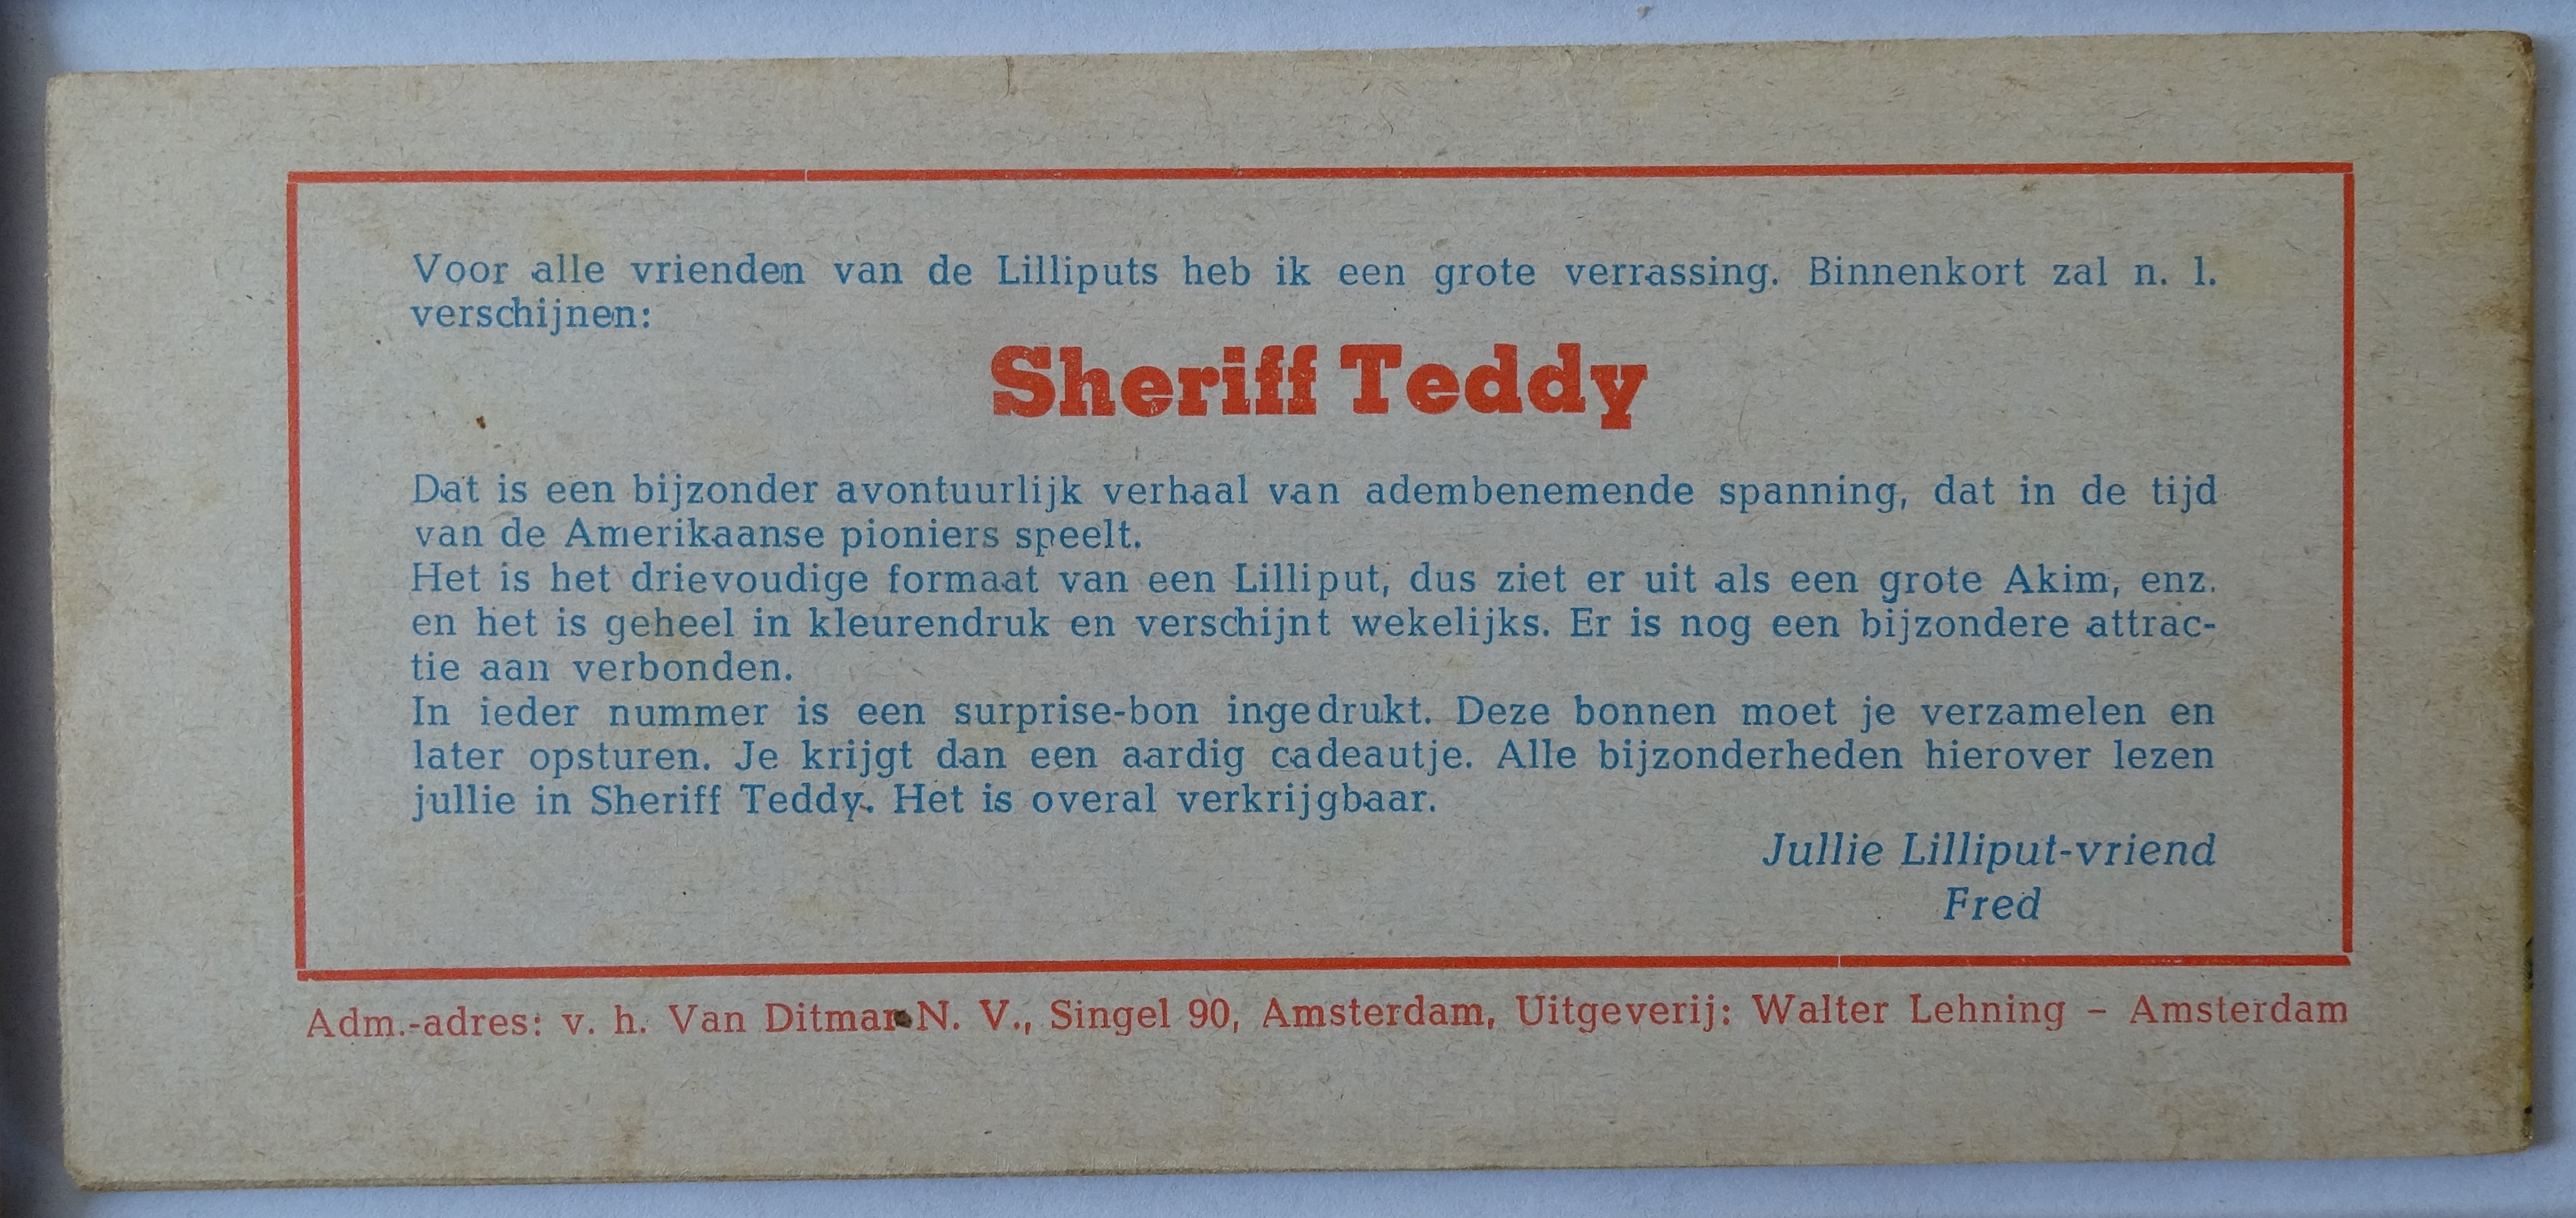 Voor alle vrienden van de Lilliputs heb ik een grote verrassing. Binnenkort zal n. l.
verschijnen:
Sheriff Teddy
Dat is een bijzonder avontuurlijk verhaal van adembenemende spanning, dat in de tijd
van de Amerikaanse pioniers speelt.
Het is het drievoudige formaat van een Lilliput, dus ziet er uit als een grote Akim, enz.
en het is geheel in kleurendruk en verschijnt wekelijks. Er is nog een bijzondere attrac-
tie aan verbonden.
In ieder nummer is een surprise-bon ingedrukt. Deze bonnen moet je verzamelen en
later opsturen. Je krijgt dan een aardig cadeautje. Alle bijzonderheden hierover lezen
jullie in Sheriff Teddy. Het is overal verkrijgbaar.
Jullie Lilliput-vriend
Fred
Adm.-adres: v. h. Van Ditmar N. V., Singel 90, Amsterdam, Uitgeverij: Walter Lehning – Amsterdam